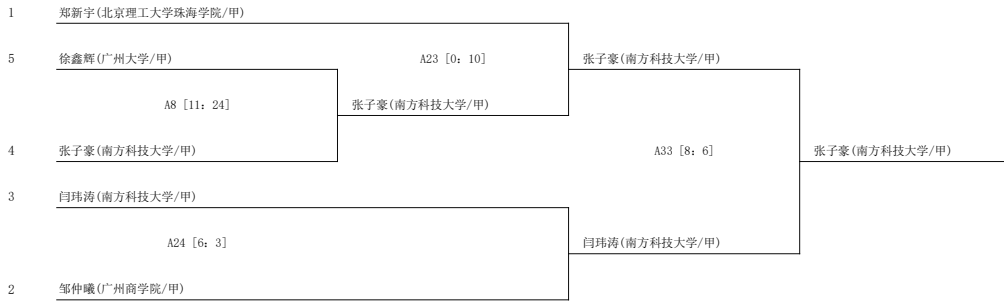 1 郑新宇(北京理工大学珠海学院/甲)
5 徐鑫辉(广州大学/甲) A23 [0: 10] 张子豪(南方科技大学/甲)
A8 [11: 24] 张子豪(南方科技大学/甲)
4 张子豪(南方科技大学/甲) A33 [8: 6] 张子豪(南方科技大学/甲)
3 闫玮涛(南方科技大学/甲)
A24 [6: 3] 闫玮涛(南方科技大学/甲)
2 邹仲曦(广州商学院/甲)